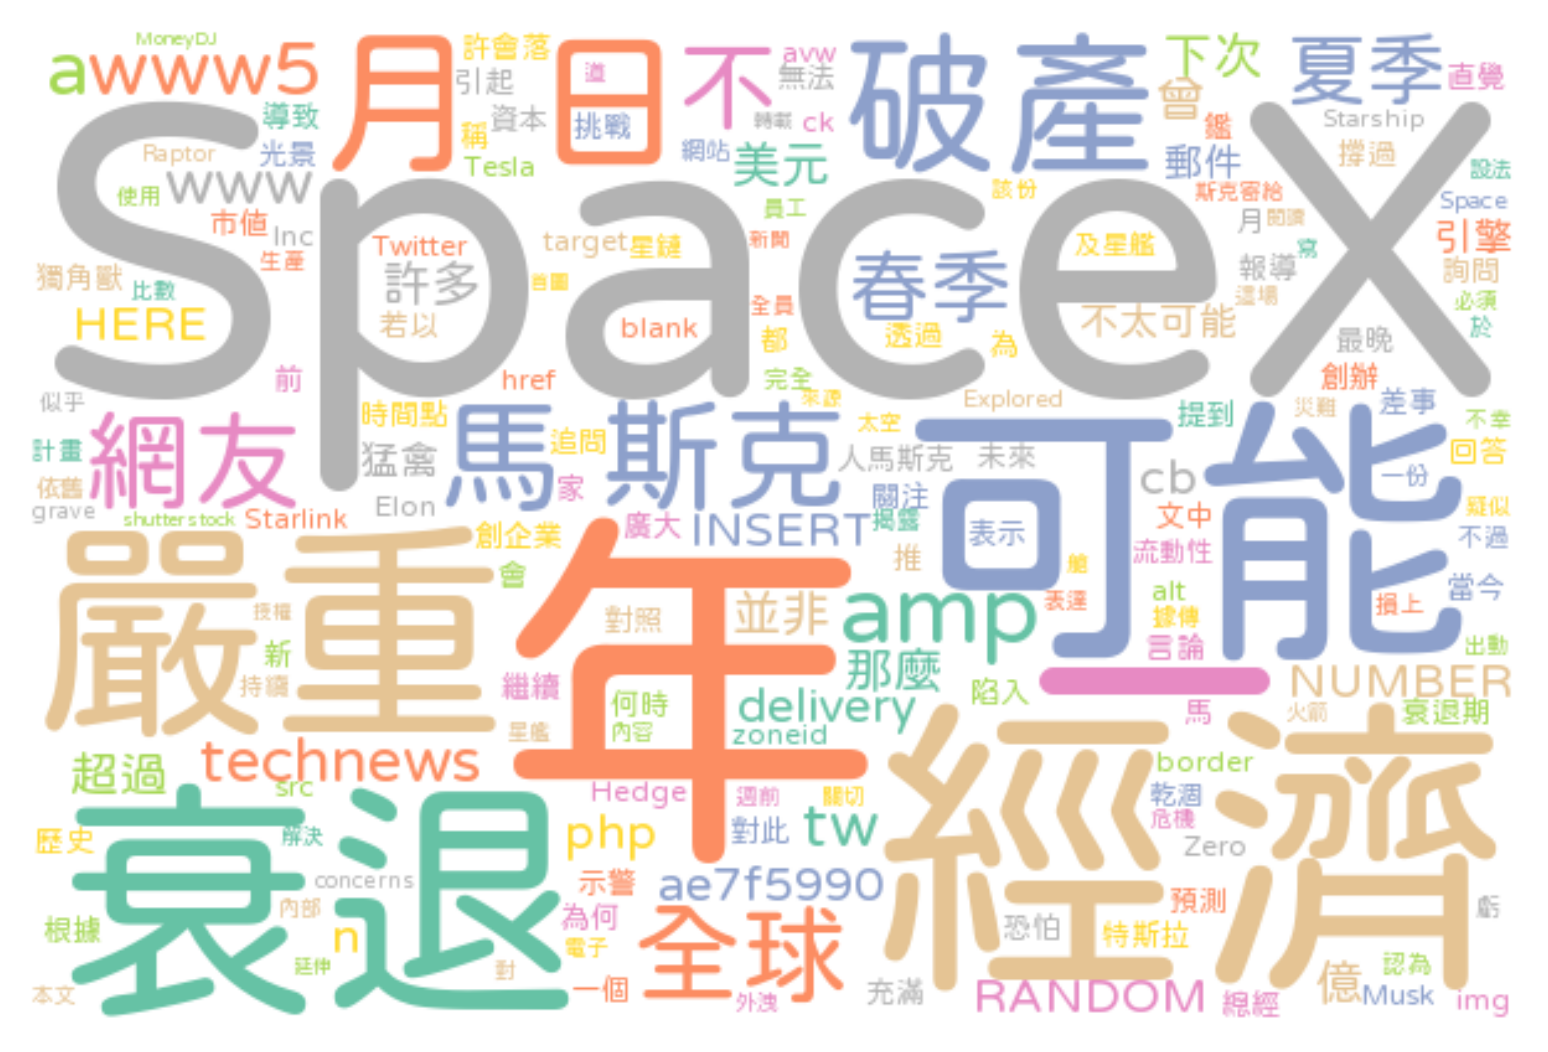 MoneyDJ
awww5
月
日
許會落
引起
道
不
avw
無法
破產
下次
曾
夏季
直覺
導致
稱
資本
挑戰
轉載
ck
鑑
Starship
Raptor
光景
Tesla
網站
美元
郵件
撐過
設法
SpaceX
使用
www
員工
該份
斯克密給
Space
市值
Inc
生產
Twitter
許多
target
星鏈
新聞
春季
及星艦
月
閱讀
寫
引擎
獨角獸
比數
首圖
全員
報導
這場
詢問
必須
HERE
若以
blank
都
透過
為
不太可能
最晚
於
前
href
完全
創辦
似乎
時間點
來源
太空
Explored
提到
災難
差事
不幸
網友
馬斯克
可能
計畫
猛禽
追問
人馬斯克
未來
cb
一份
回答
依舊
grave
shutterstock
Starlink
Elon
家
關注
文中
疑似
創企業
廣大
INSERT
揭露
表示
流動性
不過
嚴重
年
會
推
艙
alt
當今
授權
對照
並非
amp
表達
據傳
損上
新
那麼
言論
出動
持續
繼續
何時
delivery
陷入
一
NUMBER
星艦
內容
zoneid
馬
火箭
衰退期
超過
technews
src
經濟
border
Hedge
週前
關切
乾涸
衰退
歷史
解決
php
對此
tw
危機
Zero
concerns
示警
ae7f5990
預測
虧
根據
內部
n
為何
電子
全球
恐怕
特斯拉
延伸
對
本文
一個
外洩
充滿
RANDOM
總經
億
認為
Musk
img